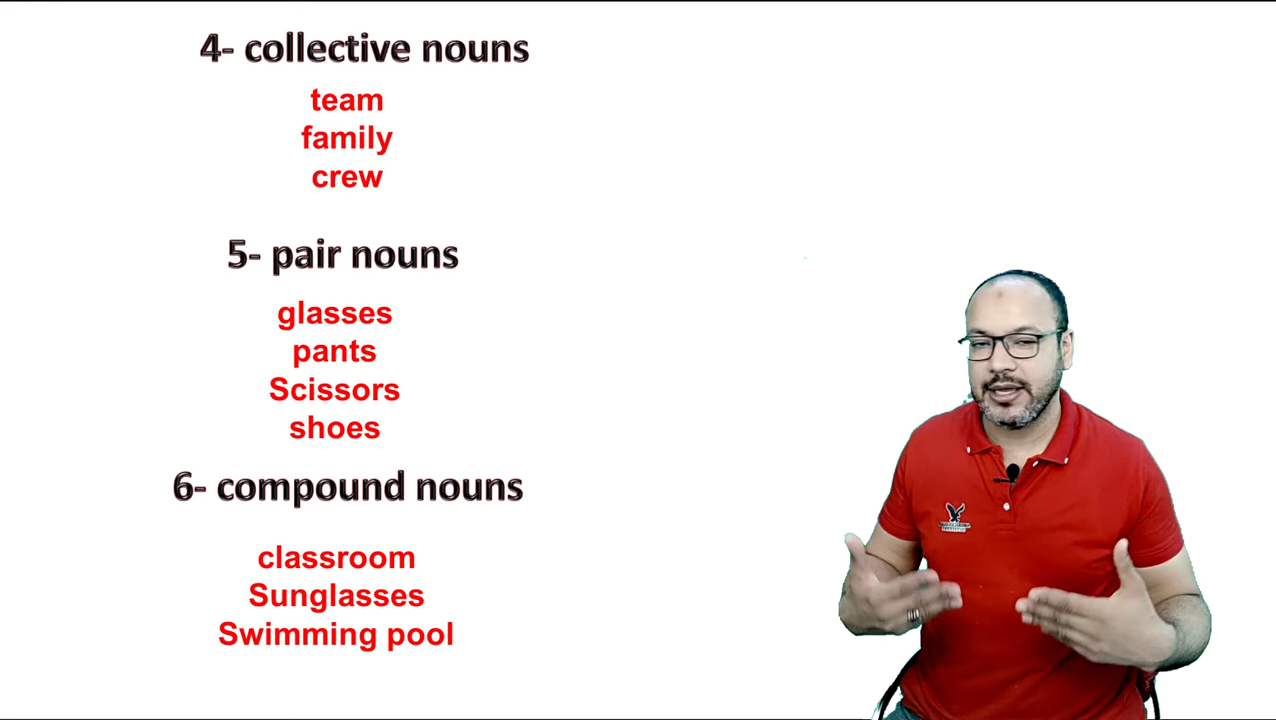 4- collective nouns
team
family
crew
5- pair nouns
glasses
pants
Scissors
shoes
6- compound nouns
classroom
Sunglasses
Swimming pool